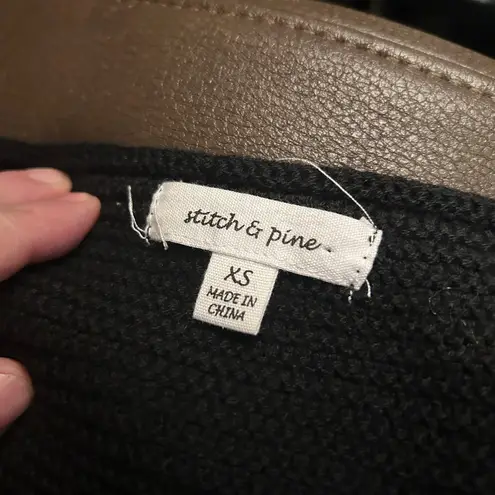 stitch & pine.
XS
MADE IN
CHINA